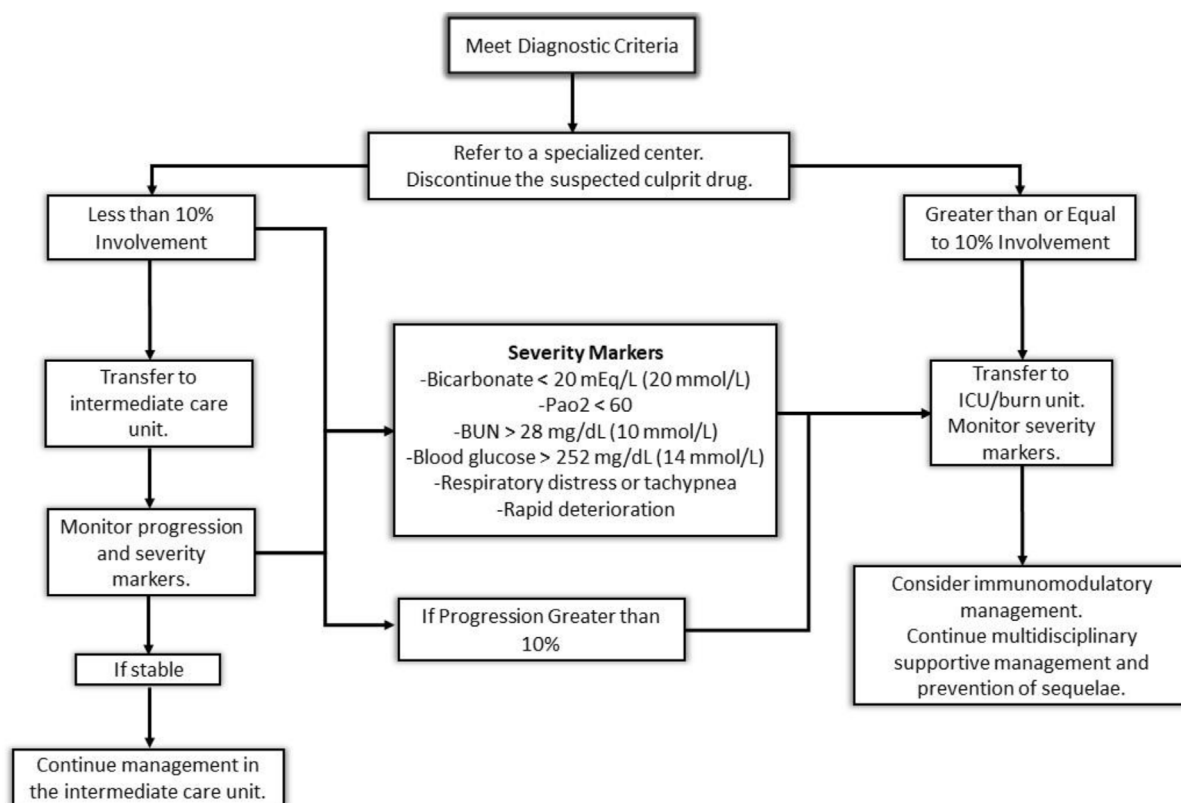 Meet Diagnostic Criteria
Refer to a specialized center.
Discontinue the suspected culprit drug.
Less than 10%
Involvement
Greater than or Equal
to 10% Involvement
Transfer to
intermediate care
unit.
Severity Markers
-Bicarbonate < 20 mEq/L (20 mmol/L)
-Pao2 < 60
-BUN > 28 mg/dL (10 mmol/L)
-Blood glucose > 252 mg/dL (14 mmol/L)
-Respiratory distress or tachypnea
-Rapid deterioration
Transfer to
ICU/burn unit.
Monitor severity
markers.
Monitor progression
and severity
markers.
If Progression Greater than
10%
Consider immunomodulatory
management.
Continue multidisciplinary
supportive management and
prevention of sequelae.
If stable
Continue management in
the intermediate care unit.